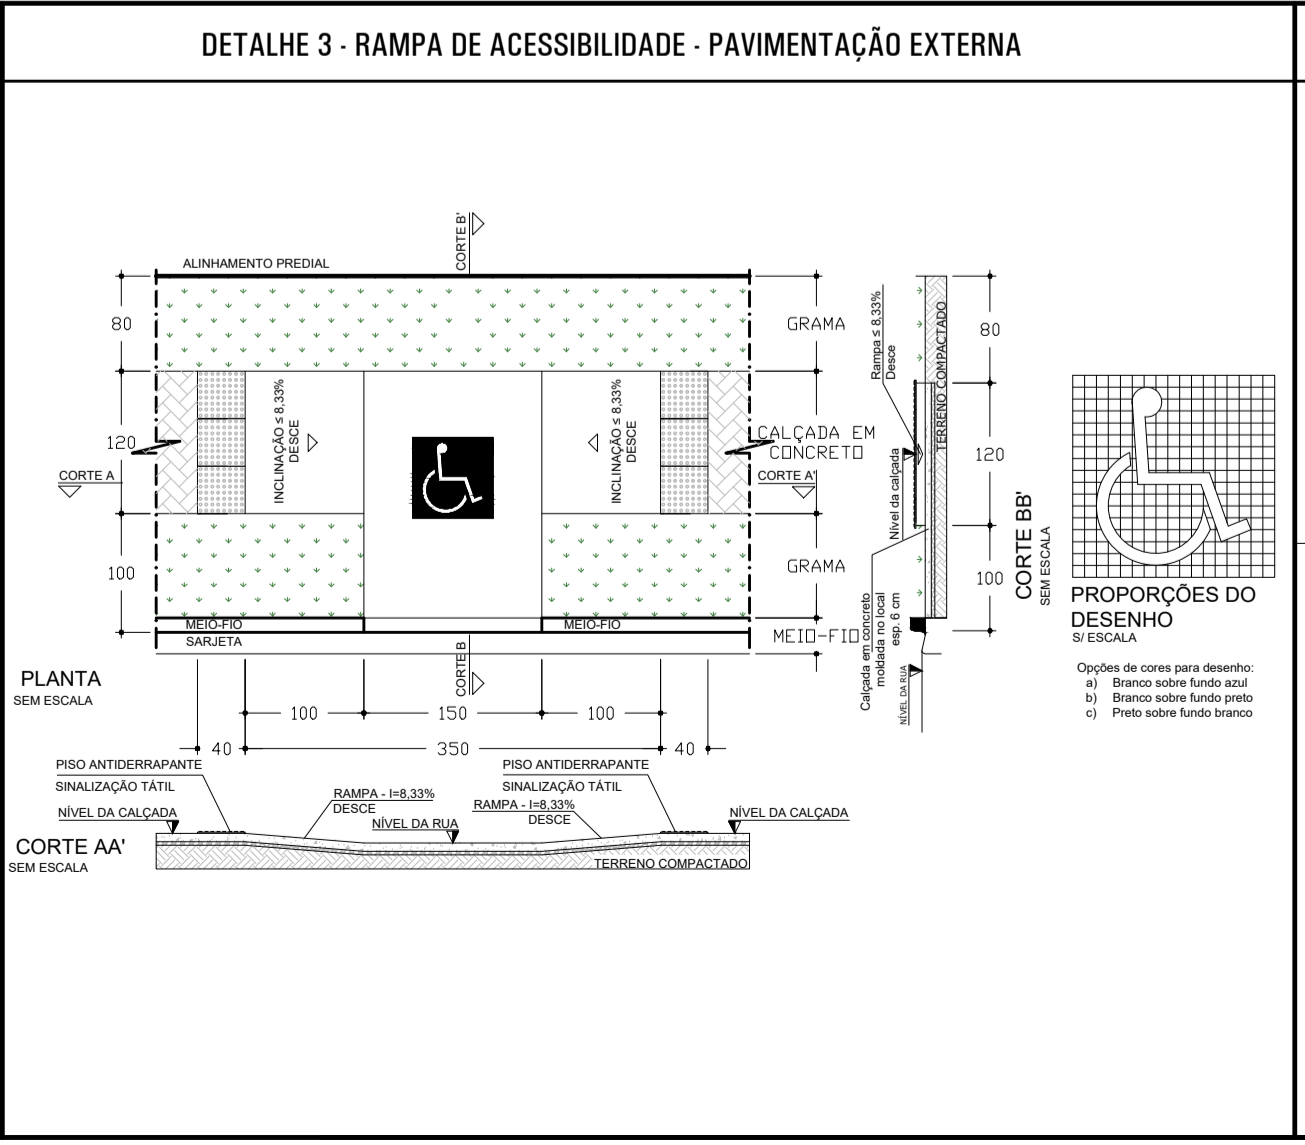 DETALHE 3 - RAMPA DE ACESSIBILIDADE - PAVIMENTAÇÃO EXTERNA
CORTE B'
ALINHAMENTO PREDIAL
80
120
100
CORTE A
INCLINAÇÃO ≤ 8,33%
DESCE
INCLINAÇÃO ≤ 8,33%
DESCE
GRAMA
CALÇADA EM
CONCRETO
CORTE A'
GRAMA
MEIO-FIO
MEIO-FIO
MEIO-FIO
SARJETA
CORTE B
PLANTA
SEM ESCALA
100
150
100
40
350
40
Rampa ≤ 8,33%
Desce
TERRENO COMPACTADO
Nível da calçada
Calçada em concreto
moldada no local
esp. 6 cm
NÍVEL DA RUA
80
120
100
CORTE BB'
SEM ESCALA
PROPORÇÕES DO
DESENHO
S/ ESCALA
Opções de cores para desenho:
a) Branco sobre fundo azul
b) Branco sobre fundo preto
c) Preto sobre fundo branco
PISO ANTIDERRAPANTE
SINALIZAÇÃO TÁTIL
NÍVEL DA CALÇADA
RAMPA - I=8,33%
DESCE
NÍVEL DA RUA
PISO ANTIDERRAPANTE
SINALIZAÇÃO TÁTIL
RAMPA - I=8,33%
DESCE
NÍVEL DA CALÇADA
TERRENO COMPACTADO
CORTE AA'
SEM ESCALA